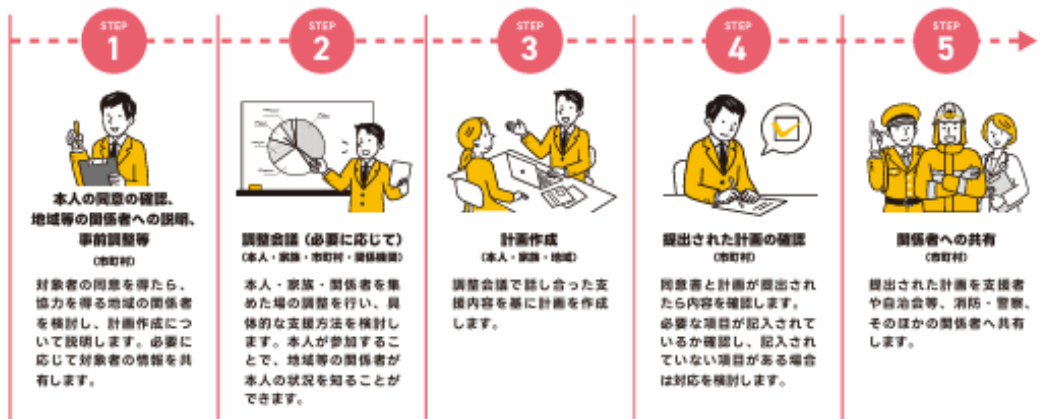 STEP
1
本人の同意の確認、
地域等の関係者への説明、
事前調整等
(市町村)
対象者の同意を得たら、
協力を得る地域の関係者
を検討し、計画作成につ
いて説明します。必要に
応じて対象者の情報を共
有します。
STEP
2
調整会議(必要に応じて)
(本人・家族・市町村・関係機関)
本人・家族・関係者を集
めた場の調整を行い、具
体的な支援方法を検討し
ます。本人が参加するこ
とで、地域等の関係者が
本人の状況を知ることが
できます。
STEP
3
計画作成
(本人・家族・地域)
調整会議で話し合った支
援内容を基に計画を作成
します。
STEP
4
提出された計画の確認
(市町村)
同意書と計画が提出され
たら内容を確認します。
必要な項目が記入されて
いるか確認し、記入され
ていない項目がある場合
は対応を検討します。
STEP
5
関係者への共有
(市町村)
提出された計画を支援者
や自治会等、消防・警察、
そのほかの関係者へ共有
します。